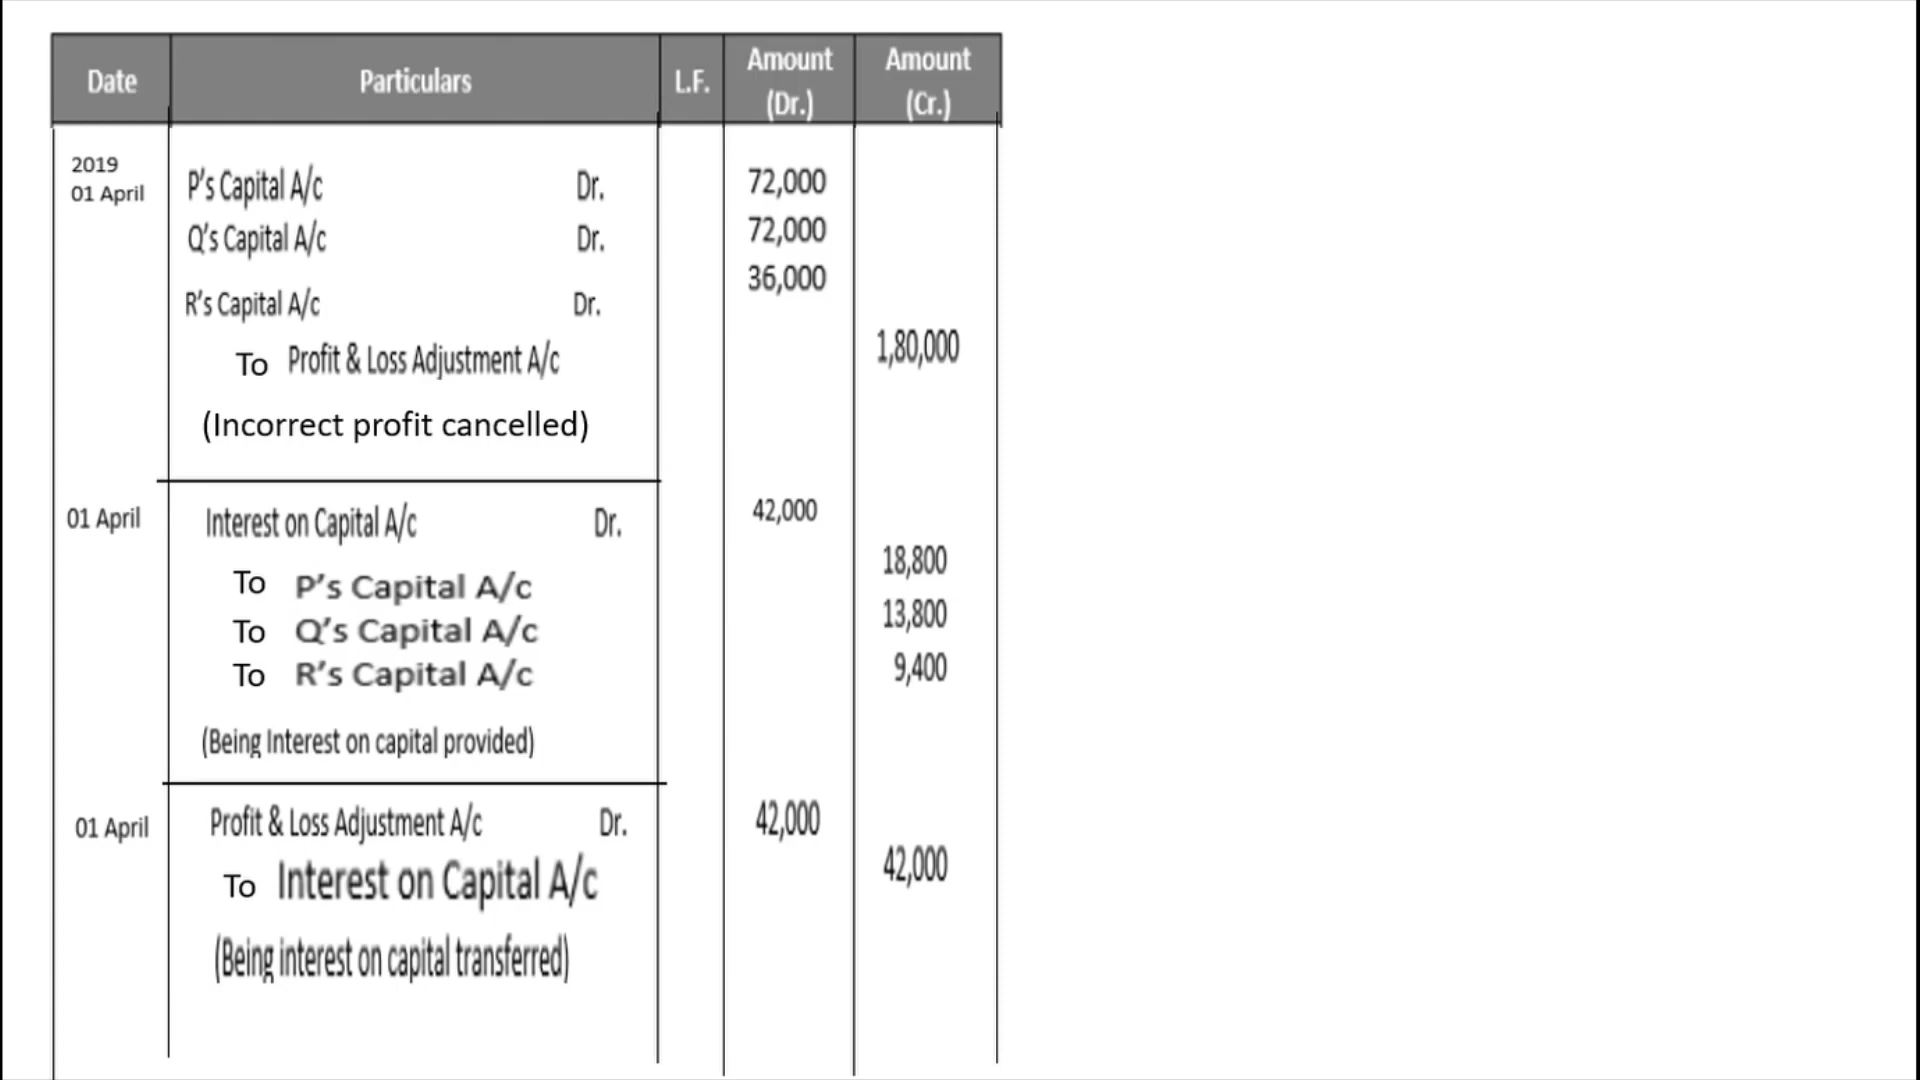 Date Particulars L.F. Amount (Dr.) Amount (Cr.)
2019
01 April P's Capital A/c Dr. 72,000
Q's Capital A/c Dr. 72,000
R's Capital A/c Dr. 36,000
To Profit & Loss Adjustment A/c 1,80,000
(Incorrect profit cancelled)
01 April Interest on Capital A/c Dr. 42,000
To P's Capital A/c 18,800
To Q's Capital A/c 13,800
To R's Capital A/c 9,400
(Being Interest on capital provided)
01 April Profit & Loss Adjustment A/c Dr. 42,000
To Interest on Capital A/c 42,000
(Being interest on capital transferred)